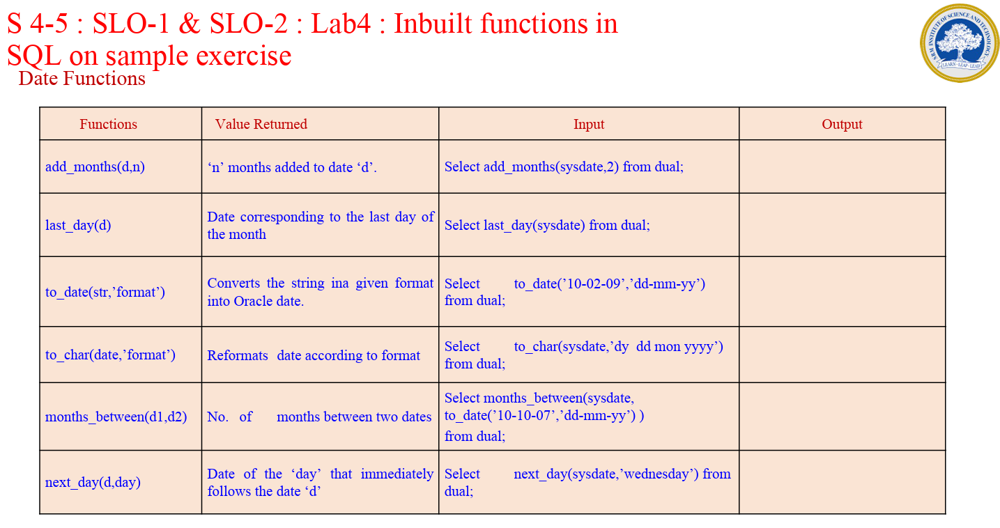 S 4-5 : SLO-1 & SLO-2 : Lab4 : Inbuilt functions in
SQL on sample exercise
SRM INSTITUTE OF SCIENCE AND TECHNOLOGY
LEARN - LEAP - LEAD
Date Functions
Functions
Value Returned
Input
Output
add_months(d,n)
‘n’ months added to date ‘d’.
Select add_months(sysdate,2) from dual;
last_day(d)
Date corresponding to the last day of
the month
Select last_day(sysdate) from dual;
to_date(str,’format’)
Converts the string ina given format
into Oracle date.
Select to_date(’10-02-09’,’dd-mm-yy’)
from dual;
to_char(date,’format’)
Reformats date according to format
Select to_char(sysdate,’dy dd mon yyyy’)
from dual;
months_between(d1,d2)
No. of months between two dates
Select months_between(sysdate,
to_date(’10-10-07’,’dd-mm-yy’) )
from dual;
next_day(d,day)
Date of the ‘day’ that immediately
follows the date ‘d’
Select next_day(sysdate,’wednesday’) from
dual;